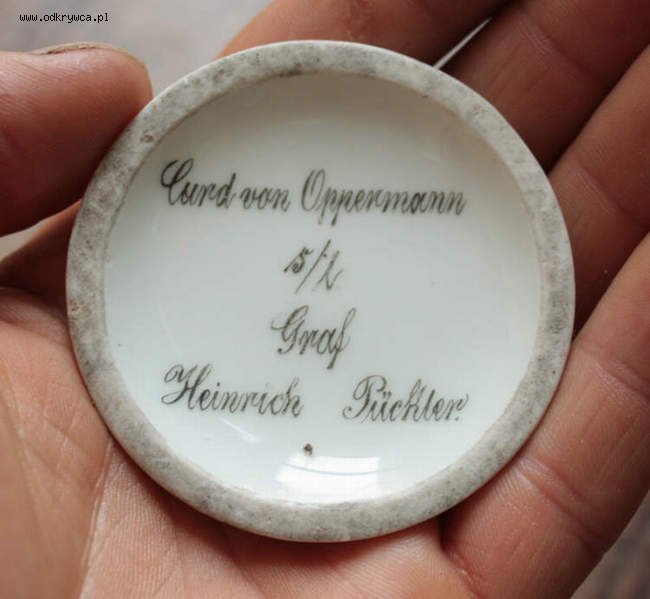 www.odkrywca.pl
Curd von Oppermann
s/l
Graf
Heinrich Pückler.